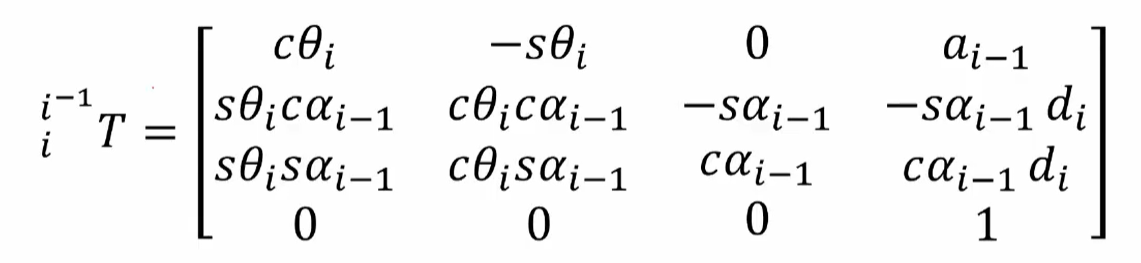 cθᵢ −sθᵢ 0 aᵢ₋₁
ⁱ⁻¹ᵢT = sθᵢcαᵢ₋₁ cθᵢcαᵢ₋₁ −sαᵢ₋₁ −sαᵢ₋₁ dᵢ
sθᵢsαᵢ₋₁ cθᵢsαᵢ₋₁ cαᵢ₋₁ cαᵢ₋₁ dᵢ
0 0 0 1